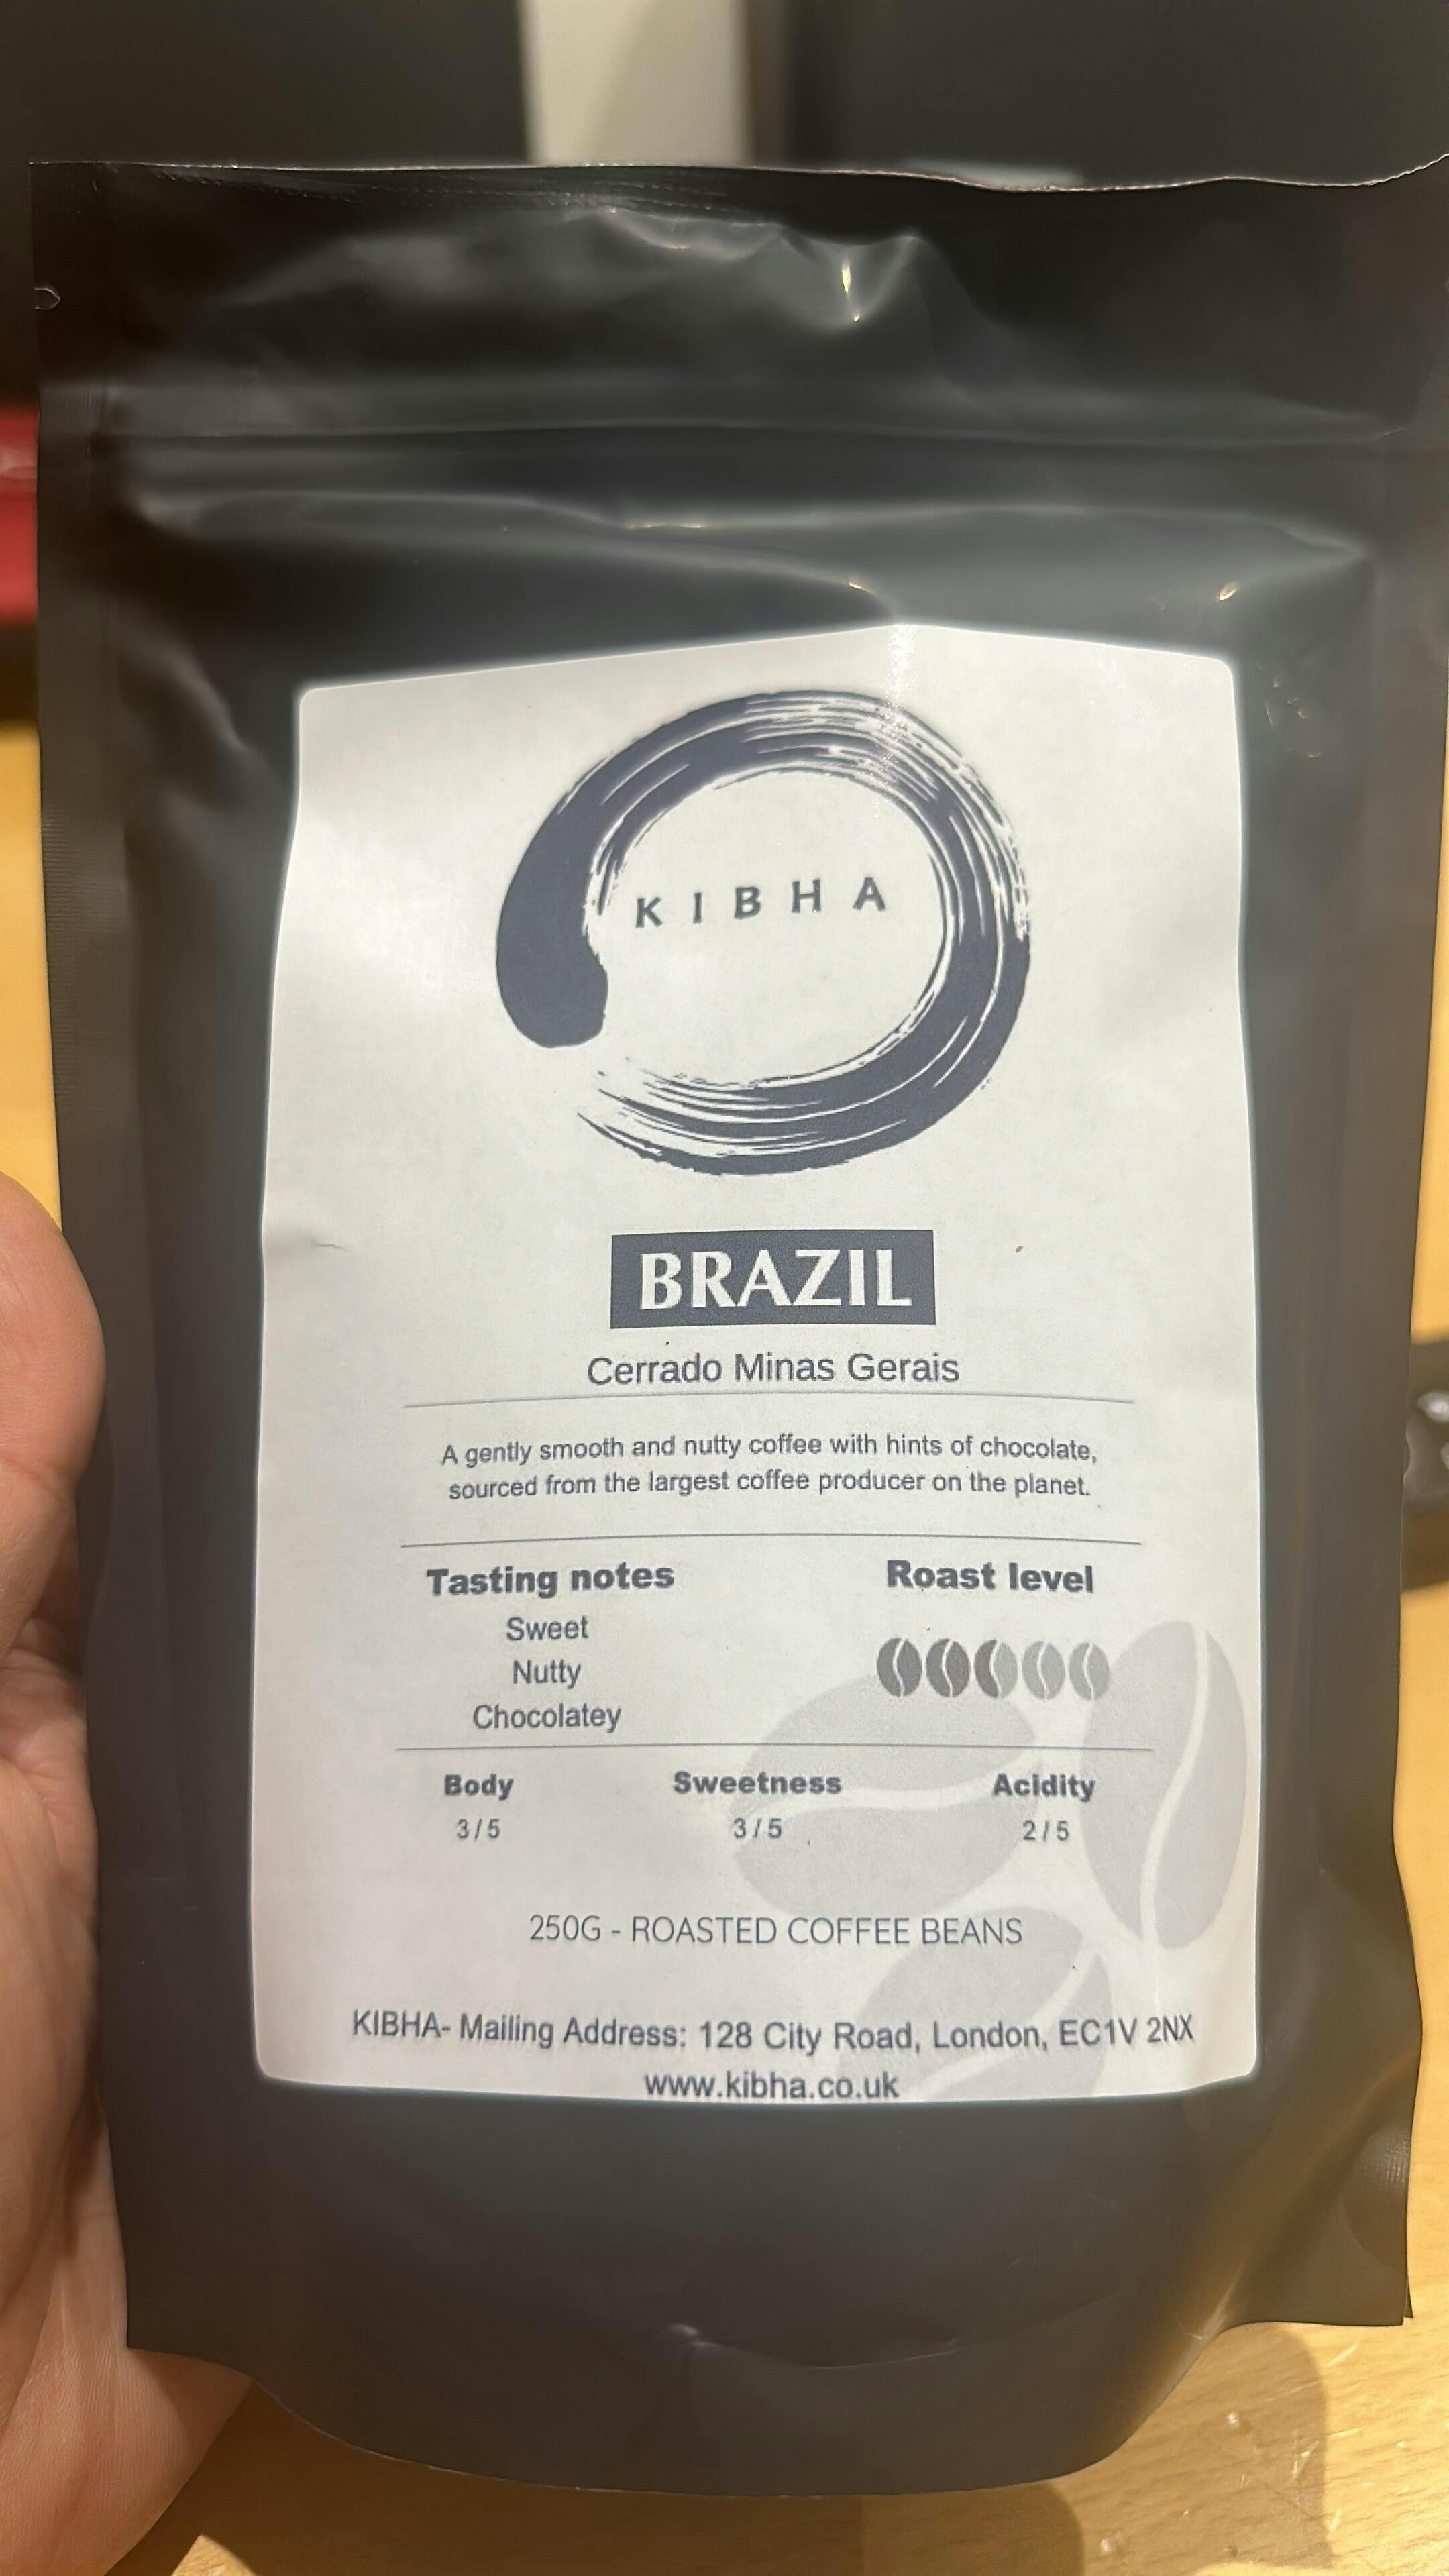 KIBHA
BRAZIL
Cerrado Minas Gerais
A gently smooth and nutty coffee with hints of chocolate,
sourced from the largest coffee producer on the planet.
Tasting notes
Sweet
Nutty
Chocolatey
Roast level
Body Sweetness Acidity
3/5 3/5 2/5
250G - ROASTED COFFEE BEANS
KIBHA- Mailing Address: 128 City Road, London, EC1V 2NX
www.kibha.co.uk